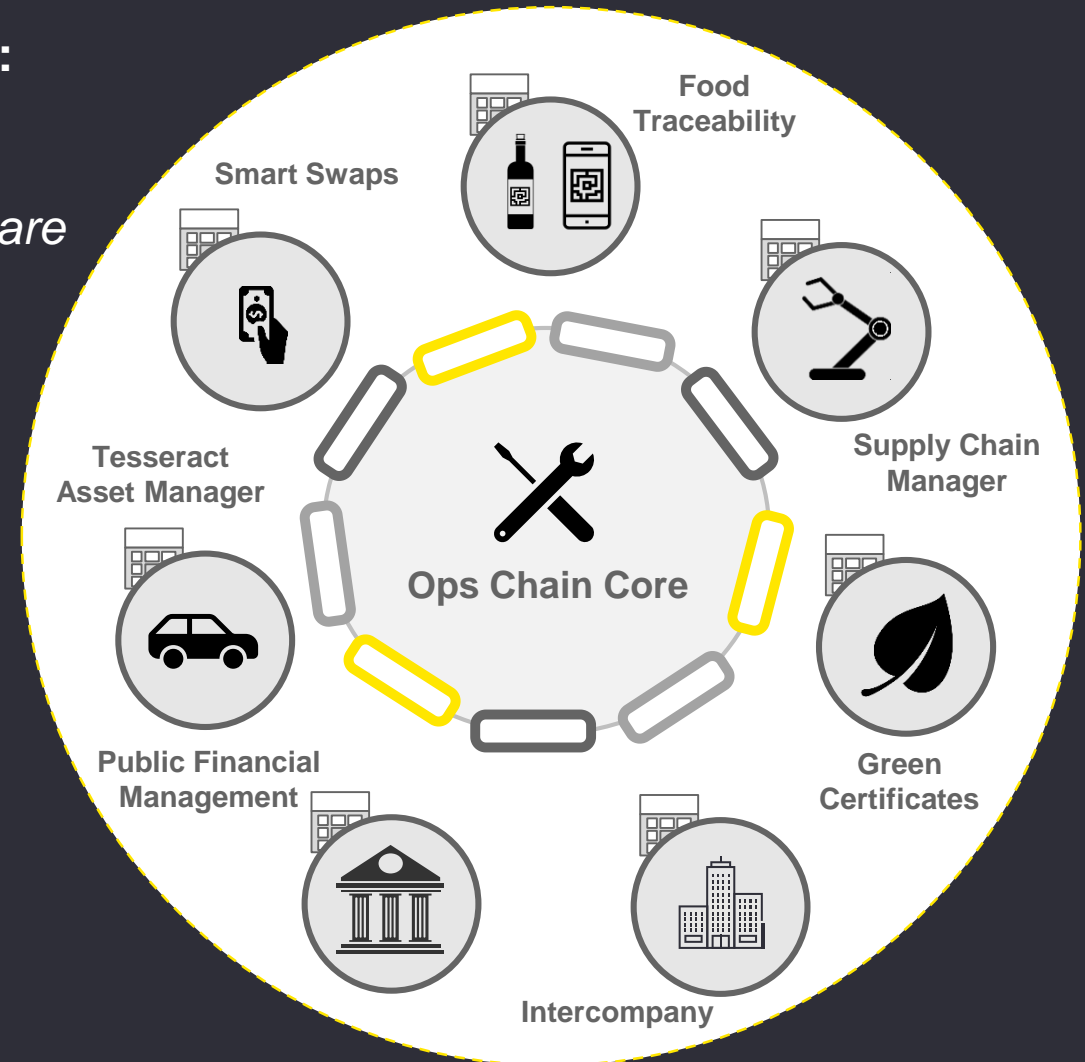 :
are
Food
Traceability
Smart Swaps
Supply Chain
Manager
Tesseract
Asset Manager
Ops Chain Core
Public Financial
Management
Green
Certificates
Intercompany